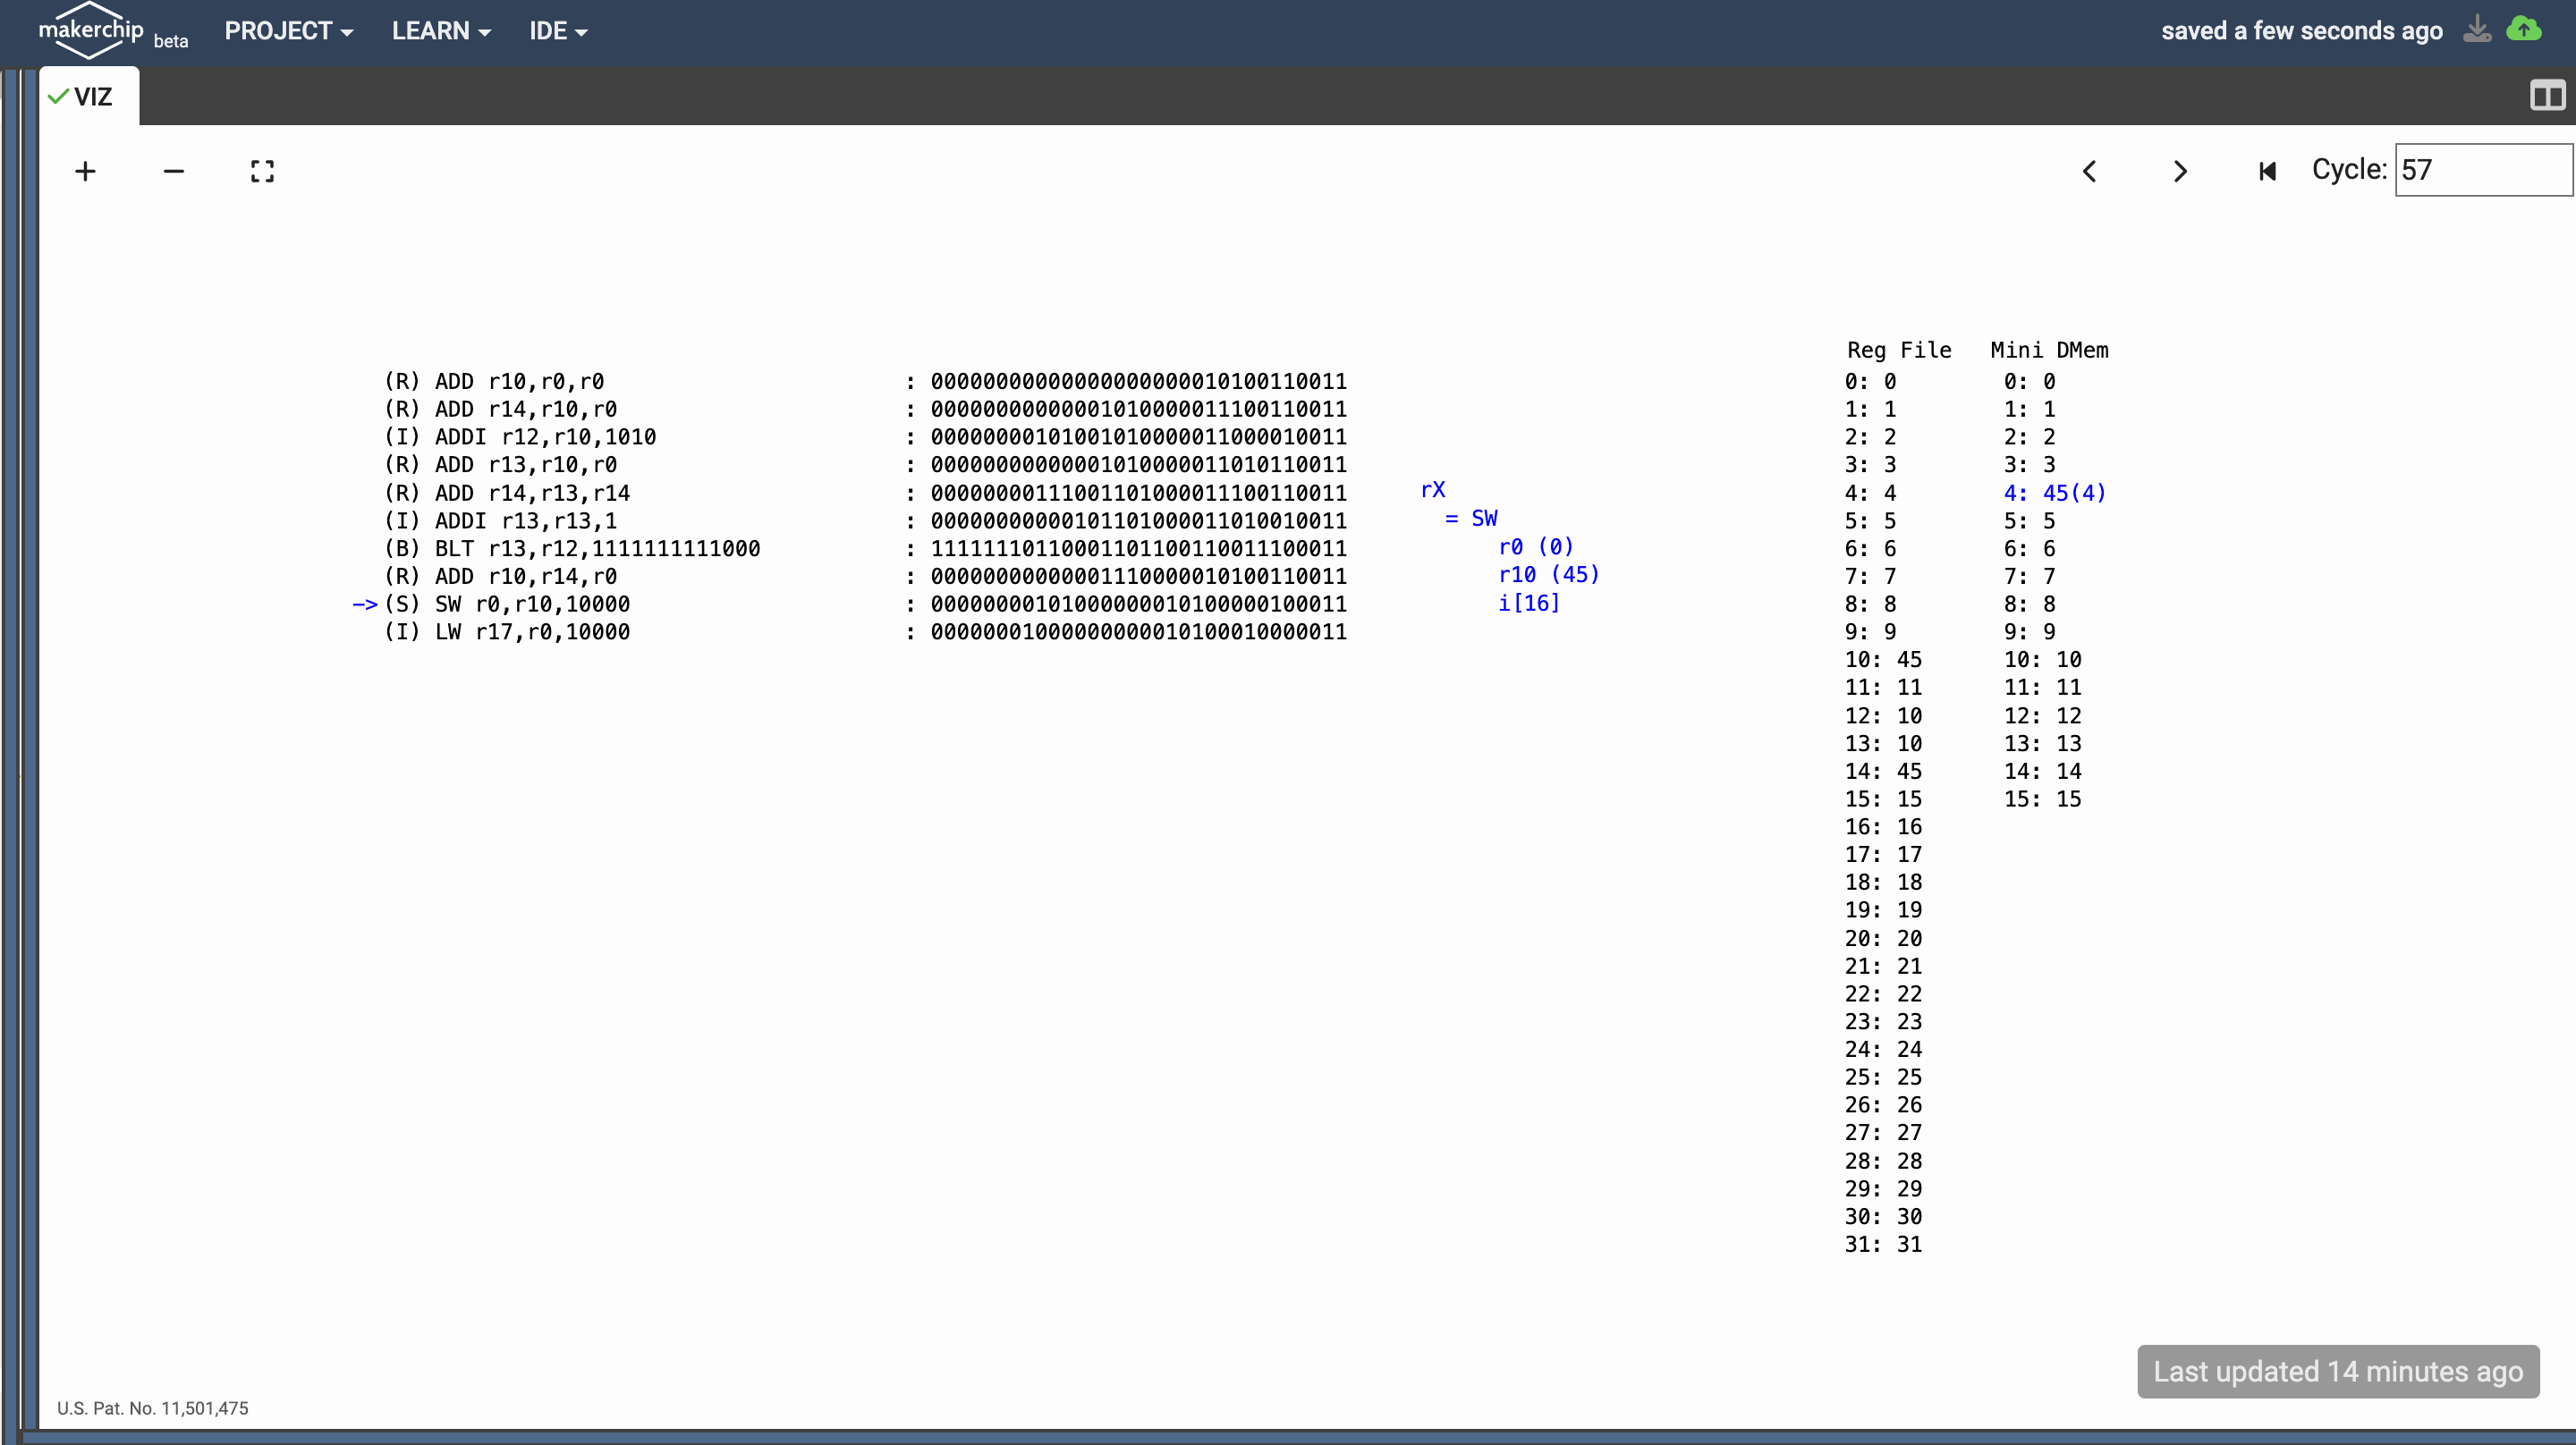 makerchip beta PROJECT LEARN IDE saved a few seconds ago
VIZ
+ − Cycle: 57
Reg File Mini DMem
(R) ADD r10,r0,r0 : 00000000000000000000010100110011 0: 0 0: 0
(R) ADD r14,r10,r0 : 00000000000001010000011100110011 1: 1 1: 1
(I) ADDI r12,r10,1010 : 00000000101001010000011000010011 2: 2 2: 2
(R) ADD r13,r10,r0 : 00000000000001010000011010110011 3: 3 3: 3
(R) ADD r14,r13,r14 : 00000000111001101000011100110011 rX 4: 4 4: 45(4)
(I) ADDI r13,r13,1 : 00000000000101101000011010010011 = SW 5: 5 5: 5
(B) BLT r13,r12,1111111111000 : 11111110110001101100110011100011 r0 (0) 6: 6 6: 6
(R) ADD r10,r14,r0 : 00000000000001110000010100110011 r10 (45) 7: 7 7: 7
−> (S) SW r0,r10,10000 : 00000000101000000010100000100011 i[16] 8: 8 8: 8
(I) LW r17,r0,10000 : 00000001000000000010100010000011 9: 9 9: 9
10: 45 10: 10
11: 11 11: 11
12: 10 12: 12
13: 10 13: 13
14: 45 14: 14
15: 15 15: 15
16: 16
17: 17
18: 18
19: 19
20: 20
21: 21
22: 22
23: 23
24: 24
25: 25
26: 26
27: 27
28: 28
29: 29
30: 30
31: 31
Last updated 14 minutes ago
U.S. Pat. No. 11,501,475